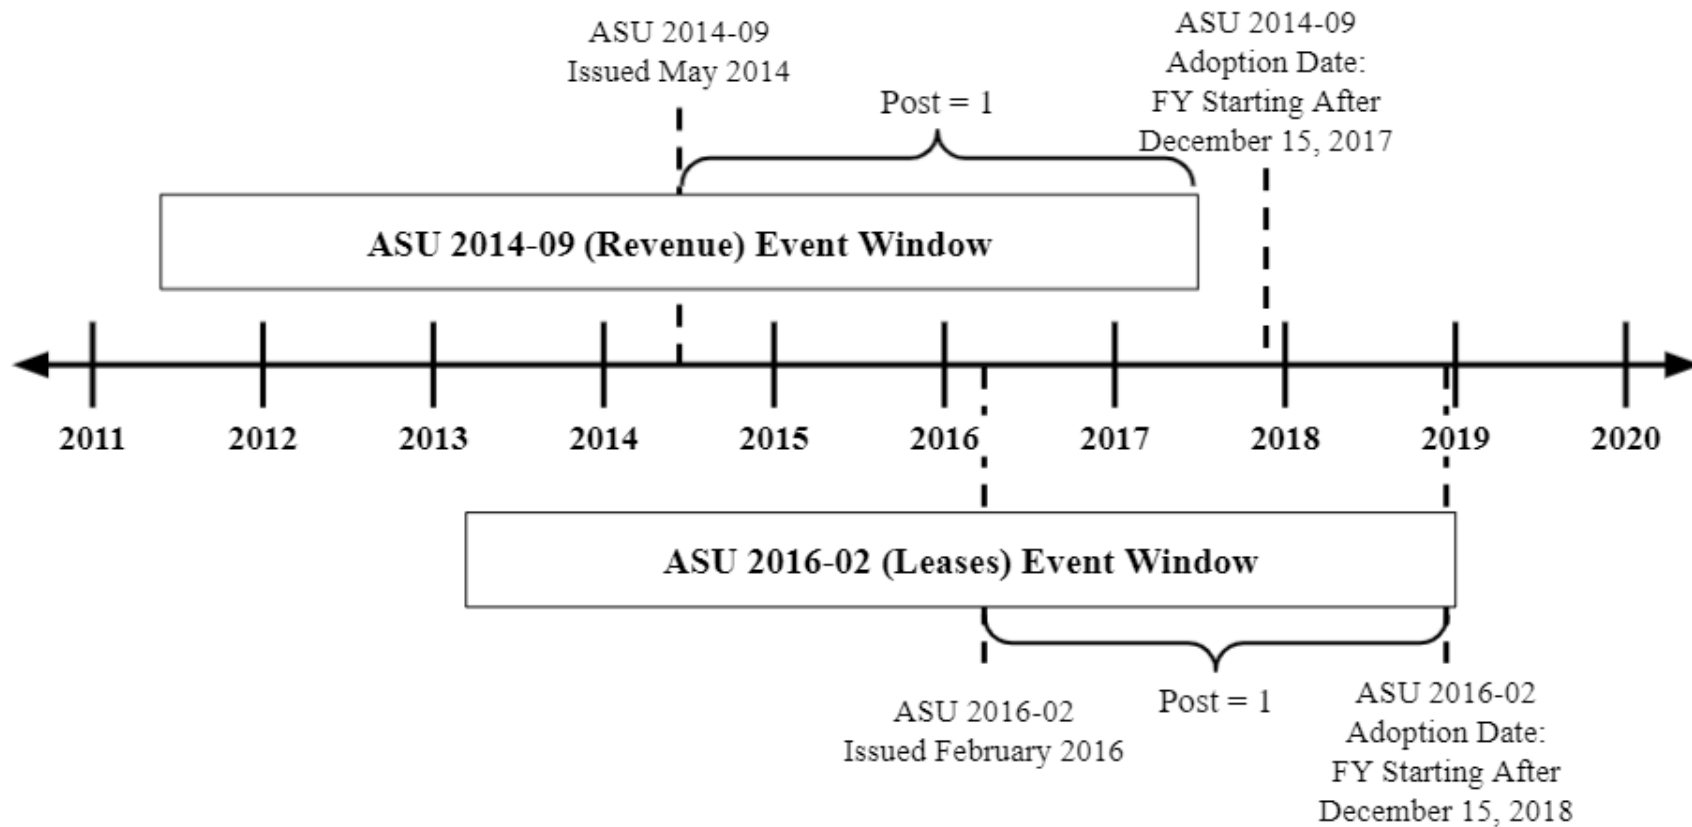 ASU 2014-09
Issued May 2014
Post = 1
ASU 2014-09
Adoption Date:
FY Starting After
December 15, 2017
ASU 2014-09 (Revenue) Event Window
2011 2012 2013 2014 2015 2016 2017 2018 2019 2020
ASU 2016-02 (Leases) Event Window
ASU 2016-02
Issued February 2016
Post = 1
ASU 2016-02
Adoption Date:
FY Starting After
December 15, 2018